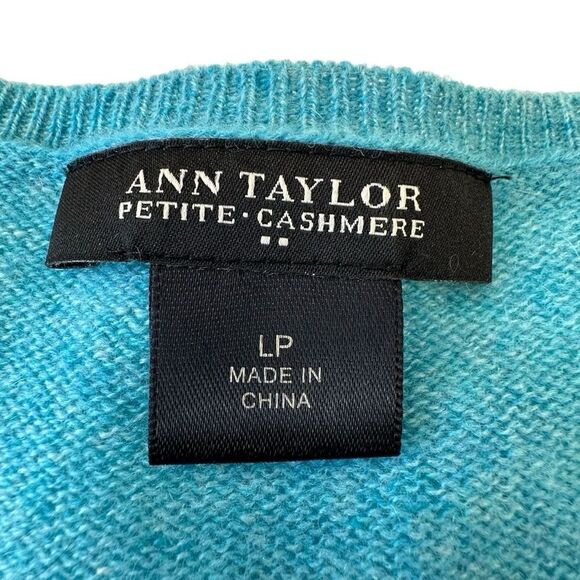 ANN TAYLOR
PETITE · CASHMERE
LP
MADE IN
CHINA